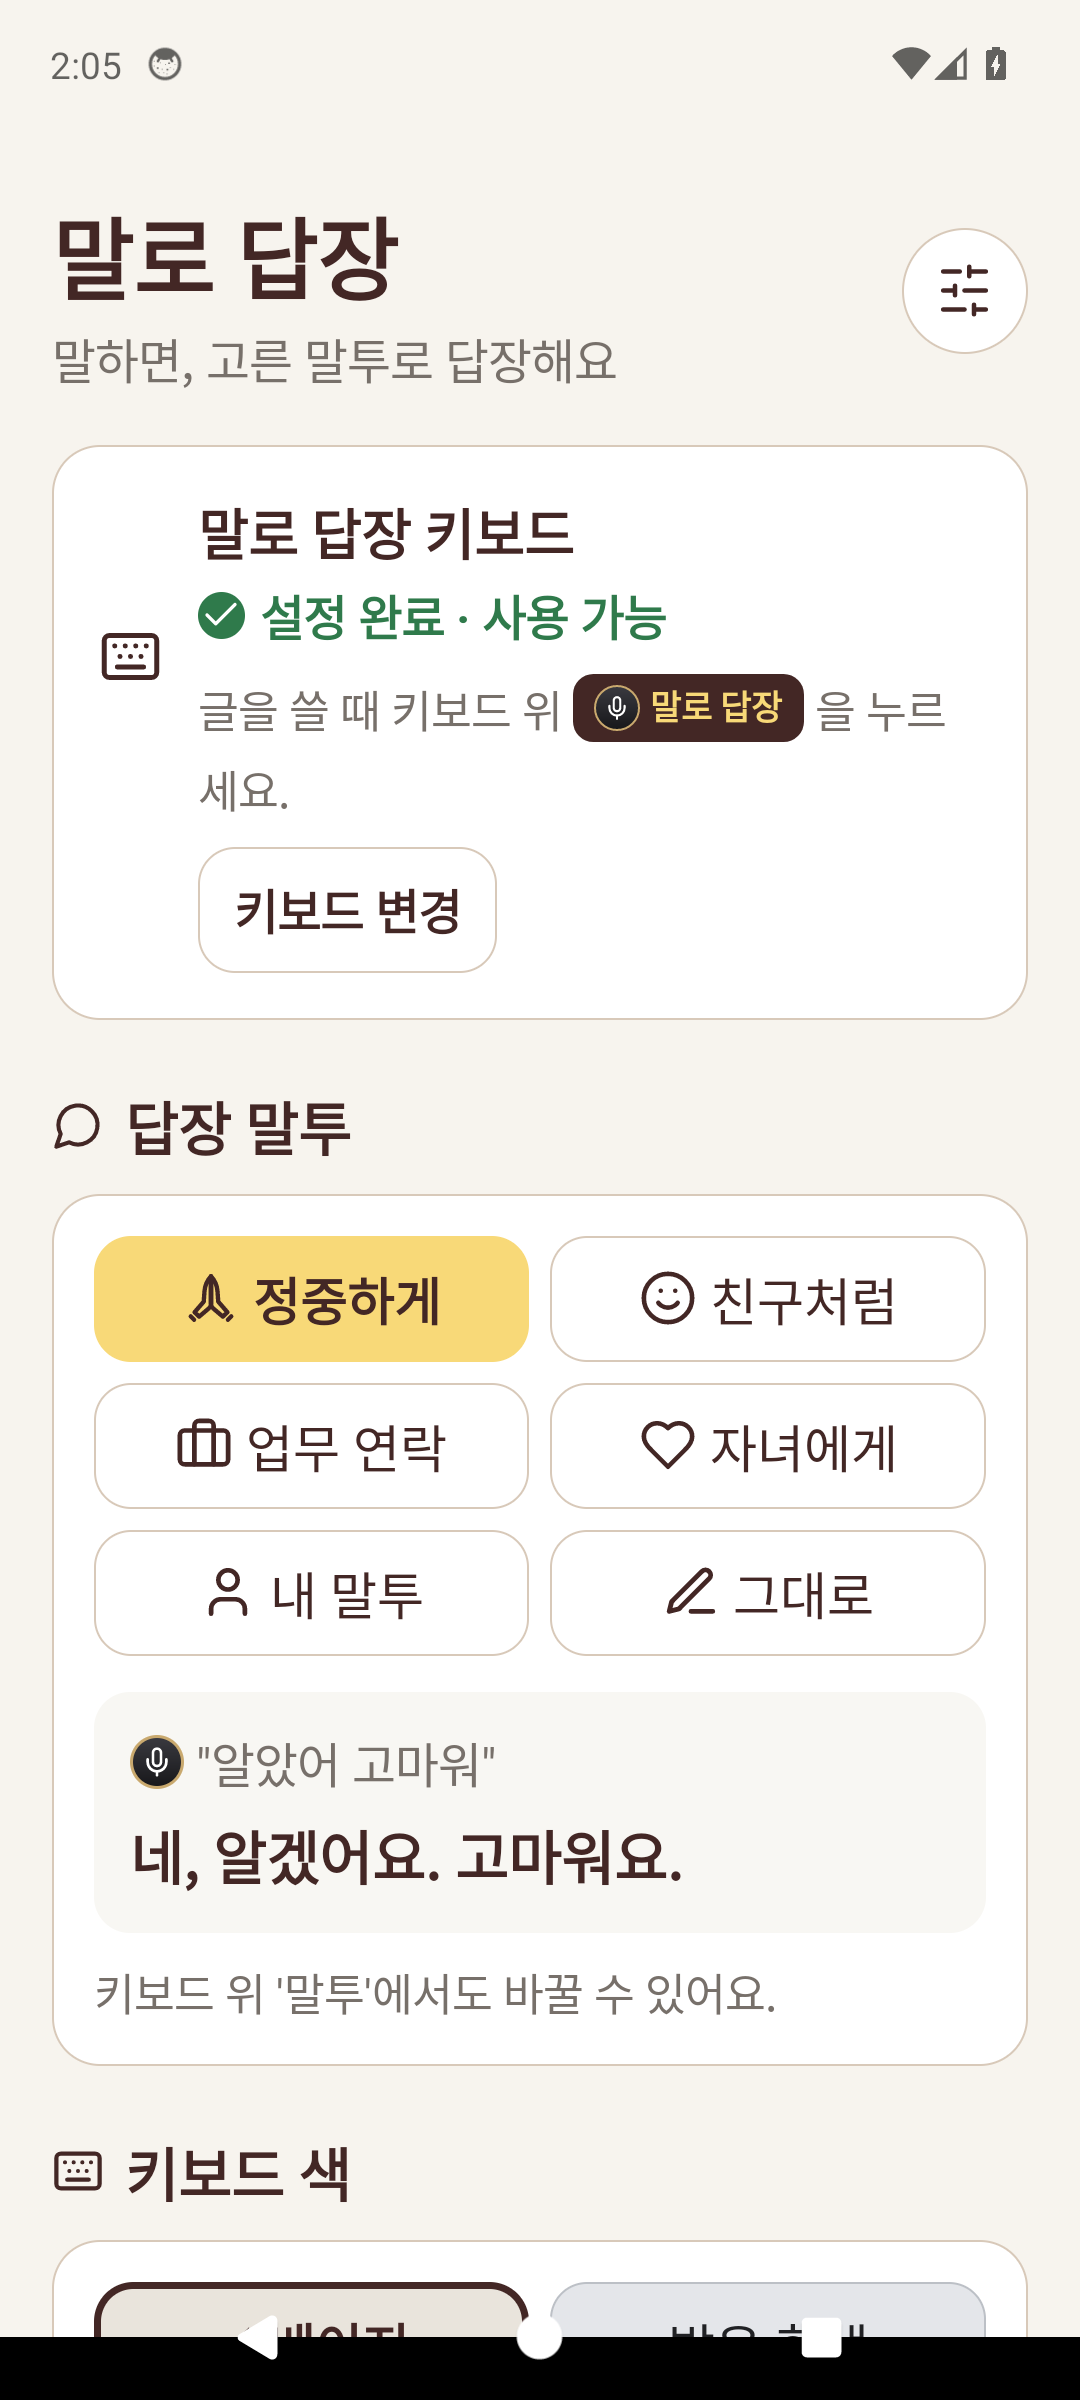 2:05
말로 답장
말하면, 고른 말투로 답장해요
말로 답장 키보드
설정 완료 · 사용 가능
글을 쓸 때 키보드 위 말로 답장 을 누르
세요.
키보드 변경
답장 말투
정중하게
친구처럼
업무 연락
자녀에게
내 말투
그대로
"알았어 고마워"
네, 알겠어요. 고마워요.
키보드 위 '말투'에서도 바꿀 수 있어요.
키보드 색